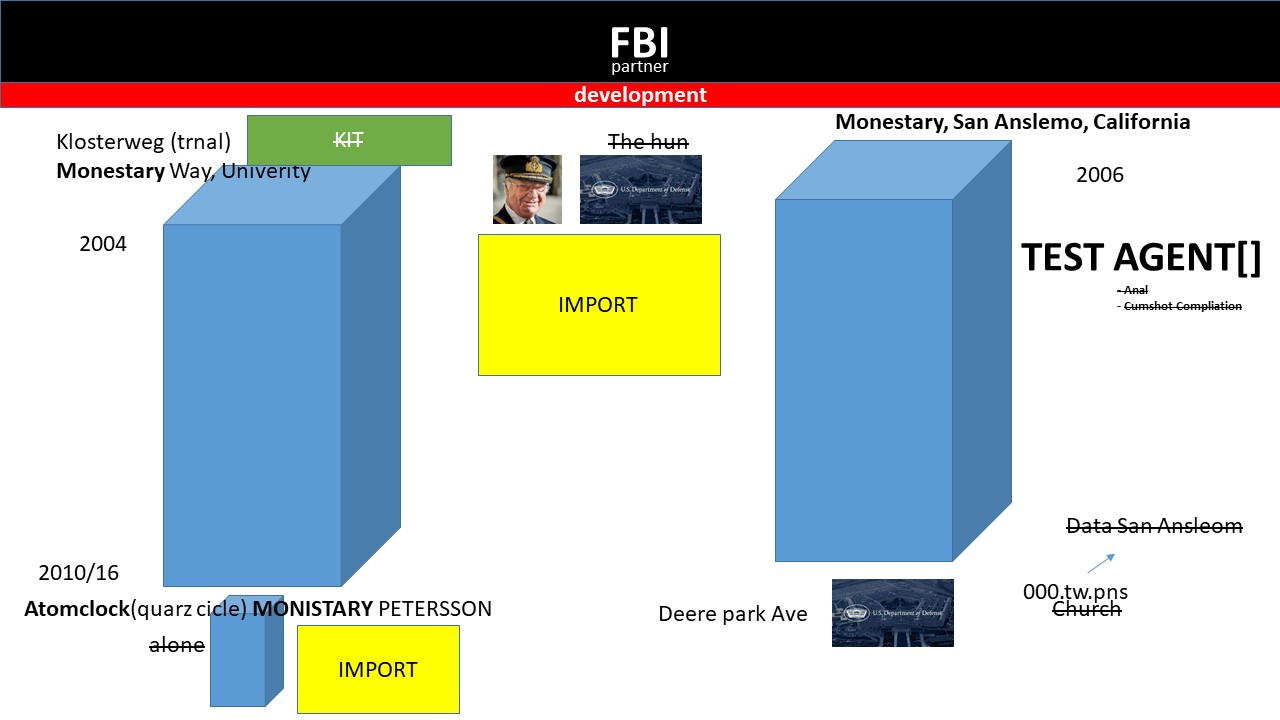 FBI
partner
development
Klosterweg (trnal)
Monestary Way, Univerity
KIT
The hun
U.S. Department of Defense
Monestary, San Anslemo, California
2004
2006
IMPORT
TEST AGENT[]
- Anal
- Cumshot Compliation
Data San Ansleom
2010/16
000.tw.pns
Church
Atomclock(quarz cicle) MONISTARY PETERSSON
alone
IMPORT
Deere park Ave
U.S. Department of Defense